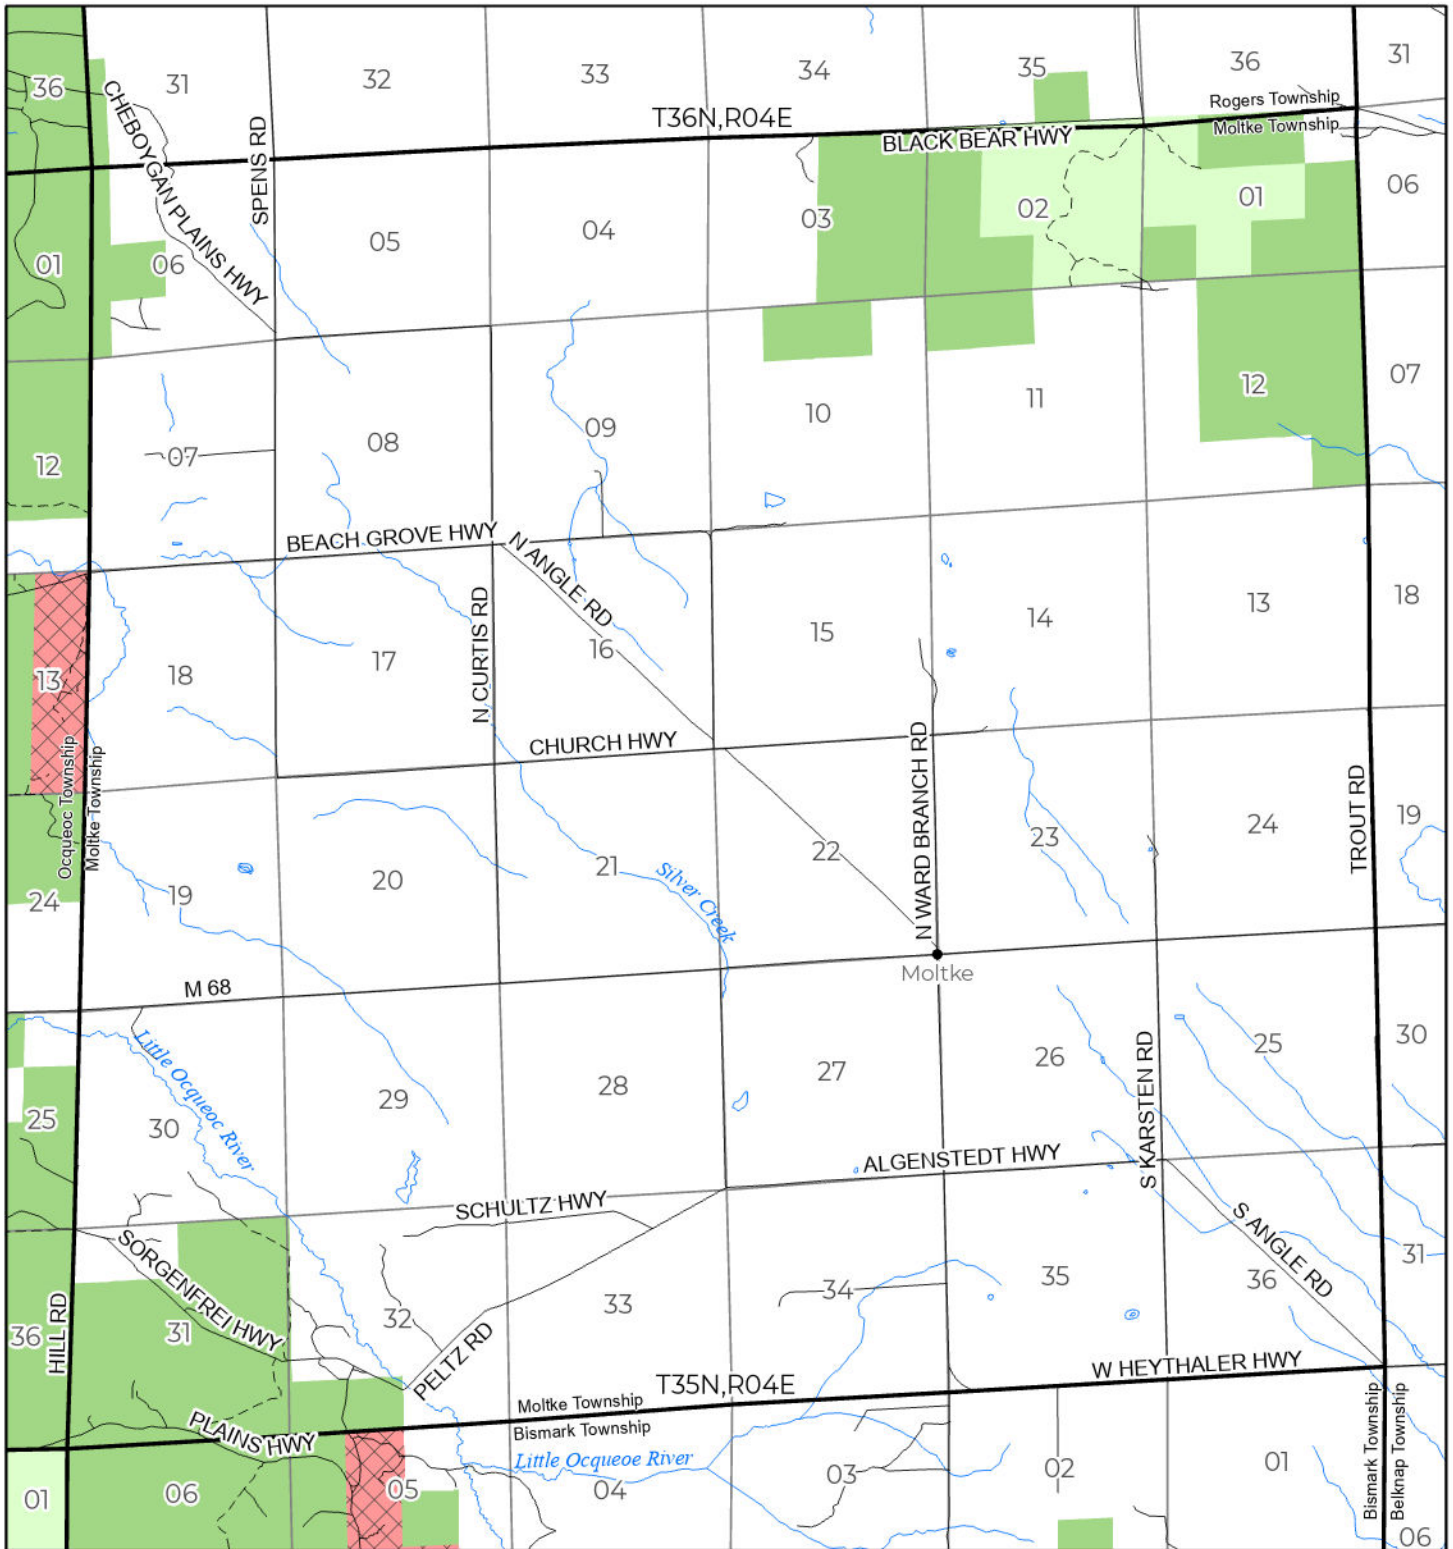 36
31
32
33
34
35
36
31
Rogers Township
T36N,R04E
Moltke Township
BLACK BEAR HWY
CHEBOYGAN PLAINS HWY
SPENS RD
01
06
05
04
03
02
01
06
12
07
08
09
10
11
12
07
BEACH GROVE HWY
N ANGLE RD
N CURTIS RD
13
18
17
16
15
14
13
18
CHURCH HWY
N WARD BRANCH RD
TROUT RD
Ocqueoc Township
Moltke Township
24
19
20
21
22
23
24
19
Silver Creek
M 68
Moltke
Little Ocqueoc River
25
30
29
28
27
26
25
30
S KARSTEN RD
ALGENSTEDT HWY
SCHULTZ HWY
SORGENFREI HWY
S ANGLE RD
HILL RD
36
31
32
33
34
35
36
31
PELTZ RD
W HEYTHALER HWY
T35N,R04E
Moltke Township
Bismark Township
PLAINS HWY
Little Ocqueoe River
Bismark Township
Belknap Township
01
06
05
04
03
02
01
06